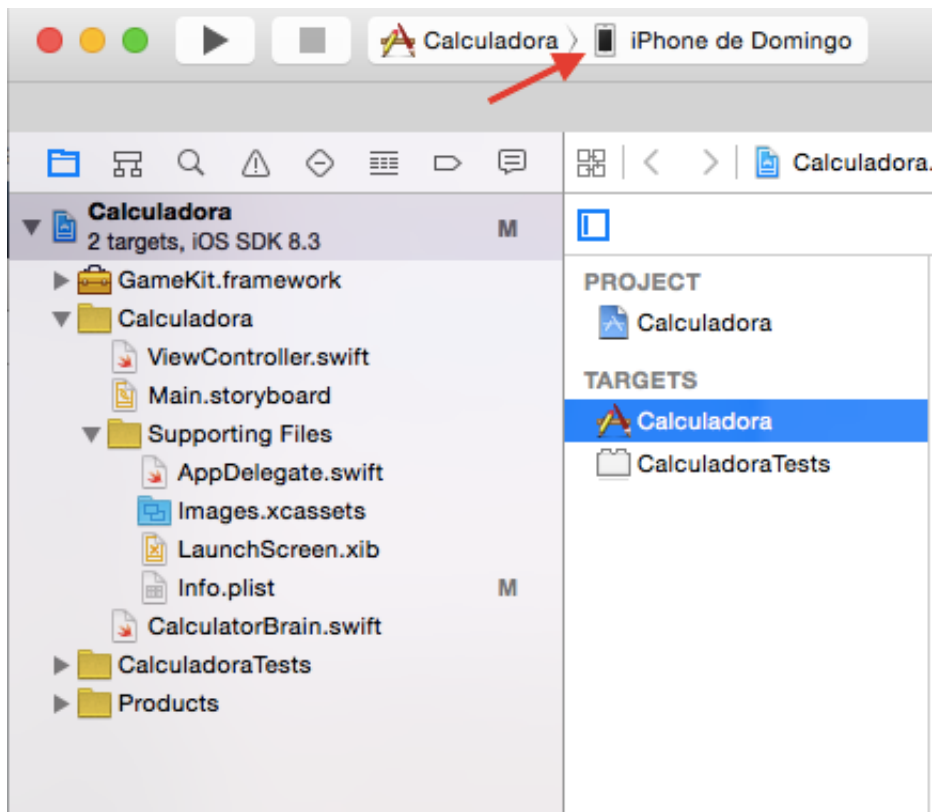 Calculadora
iPhone de Domingo
Calculadora.
Calculadora
M
2 targets, iOS SDK 8.3
GameKit.framework
Calculadora
ViewController.swift
Main.storyboard
Supporting Files
AppDelegate.swift
Images.xcassets
LaunchScreen.xib
Info.plist
M
CalculatorBrain.swift
CalculadoraTests
Products
PROJECT
Calculadora
TARGETS
Calculadora
CalculadoraTests